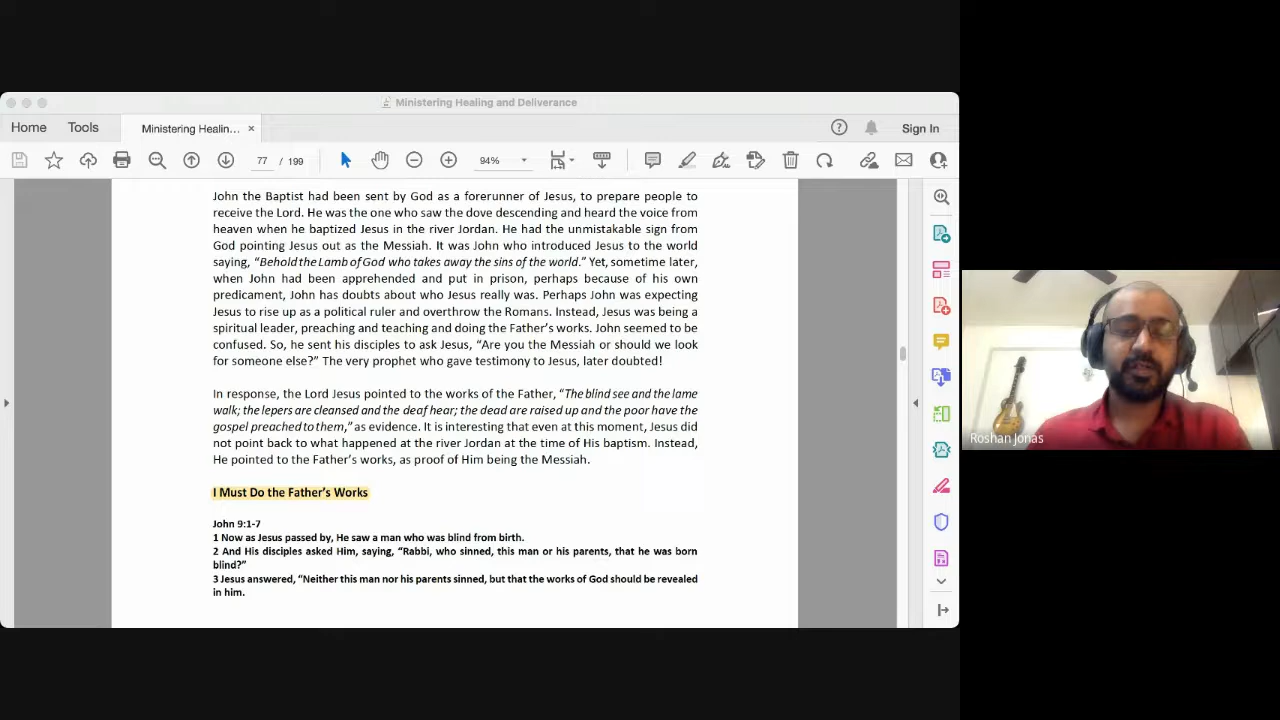 Ministering Healing and Deliverance
Home
Tools
Ministering Healin...
Sign In
77 / 199
94%
John the Baptist had been sent by God as a forerunner of Jesus, to prepare people to
receive the Lord. He was the one who saw the dove descending and heard the voice from
heaven when he baptized Jesus in the river Jordan. He had the unmistakable sign from
God pointing Jesus out as the Messiah. It was John who introduced Jesus to the world
saying, “Behold the Lamb of God who takes away the sins of the world.” Yet, sometime later,
when John had been apprehended and put in prison, perhaps because of his own
predicament, John has doubts about who Jesus really was. Perhaps John was expecting
Jesus to rise up as a political ruler and overthrow the Romans. Instead, Jesus was being a
spiritual leader, preaching and teaching and doing the Father’s works. John seemed to be
confused. So, he sent his disciples to ask Jesus, “Are you the Messiah or should we look
for someone else?” The very prophet who gave testimony to Jesus, later doubted!
In response, the Lord Jesus pointed to the works of the Father, “The blind see and the lame
walk; the lepers are cleansed and the deaf hear; the dead are raised up and the poor have the
gospel preached to them,” as evidence. It is interesting that even at this moment, Jesus did
not point back to what happened at the river Jordan at the time of His baptism. Instead,
He pointed to the Father’s works, as proof of Him being the Messiah.
I Must Do the Father’s Works
John 9:1-7
1 Now as Jesus passed by, He saw a man who was blind from birth.
2 And His disciples asked Him, saying, “Rabbi, who sinned, this man or his parents, that he was born
blind?”
3 Jesus answered, “Neither this man nor his parents sinned, but that the works of God should be revealed
in him.
Roshan Jonas